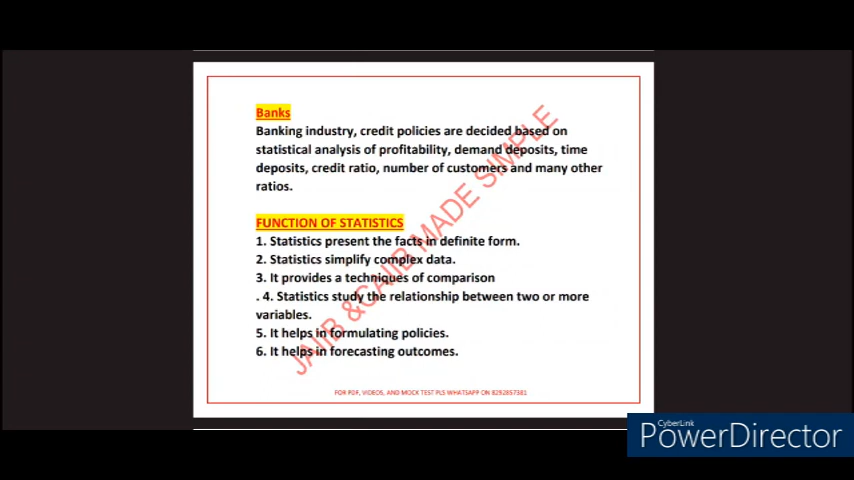 Banks
Banking industry, credit policies are decided based on
statistical analysis of profitability, demand deposits, time
deposits, credit ratio, number of customers and many other
ratios.
FUNCTION OF STATISTICS
1. Statistics present the facts in definite form.
2. Statistics simplify complex data.
3. It provides a techniques of comparison
. 4. Statistics study the relationship between two or more
variables.
5. It helps in formulating policies.
6. It helps in forecasting outcomes.
JAIIB &CAIIB MADE SIMPLE
FOR PDF, VIDEOS, AND MOCK TEST PLS WHATSAPP ON 8292857381
CyberLink
PowerDirector